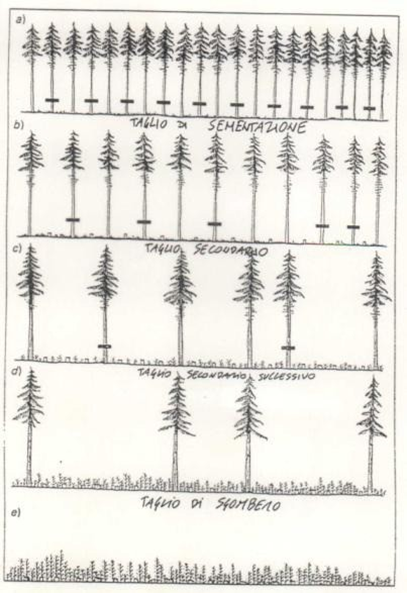 a)
TAGLIO DI SEMENTAZIONE
b)
TAGLIO SECONDARIO
c)
TAGLIO SECONDARIO SUCCESSIVO
d)
TAGLIO DI SGOMBERO
e)